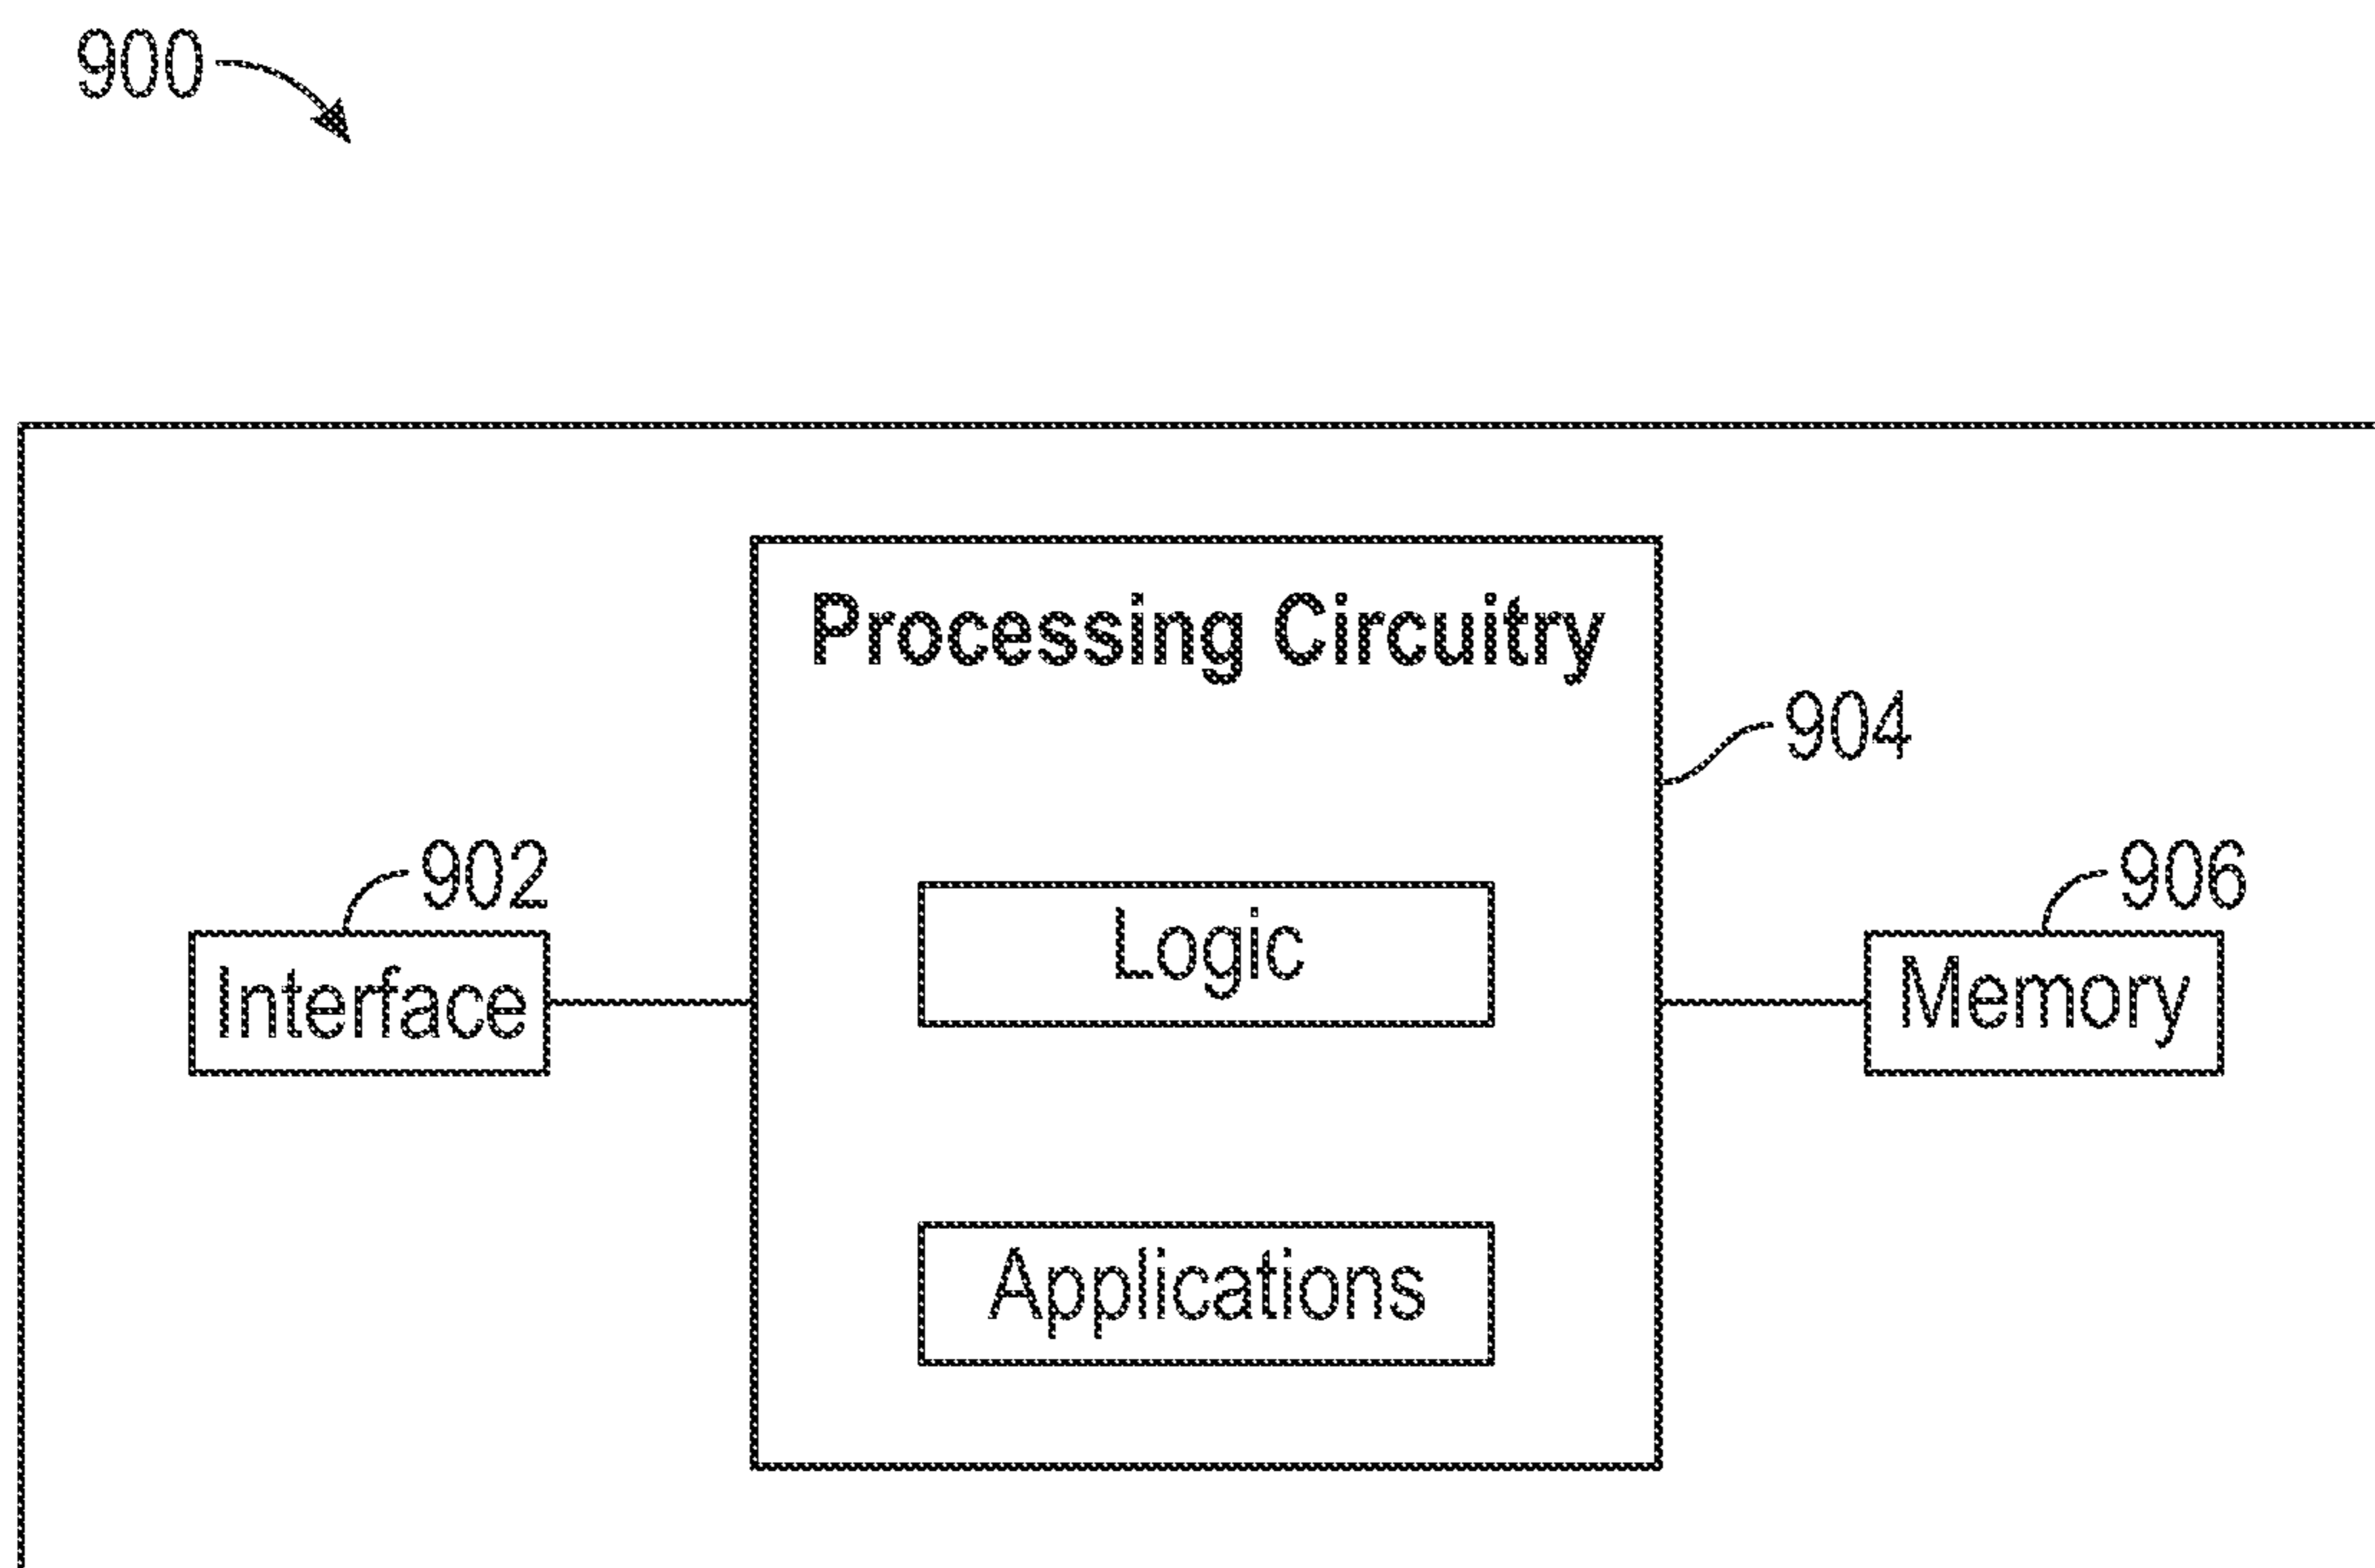 900
Processing Circuitry
904
902
906
Logic
Interface
Memory
Applications